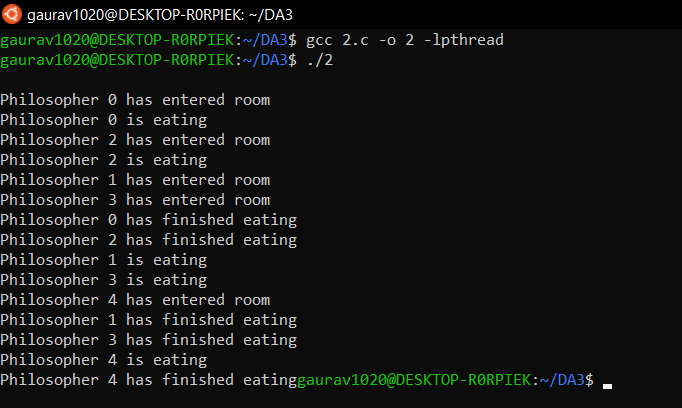 gaurav1020@DESKTOP-R0RPIEK: ~/DA3
gaurav1020@DESKTOP-R0RPIEK:~/DA3$ gcc 2.c -o 2 -lpthread
gaurav1020@DESKTOP-R0RPIEK:~/DA3$ ./2
Philosopher 0 has entered room
Philosopher 0 is eating
Philosopher 2 has entered room
Philosopher 2 is eating
Philosopher 1 has entered room
Philosopher 3 has entered room
Philosopher 0 has finished eating
Philosopher 2 has finished eating
Philosopher 1 is eating
Philosopher 3 is eating
Philosopher 4 has entered room
Philosopher 1 has finished eating
Philosopher 3 has finished eating
Philosopher 4 is eating
Philosopher 4 has finished eatinggaurav1020@DESKTOP-R0RPIEK:~/DA3$